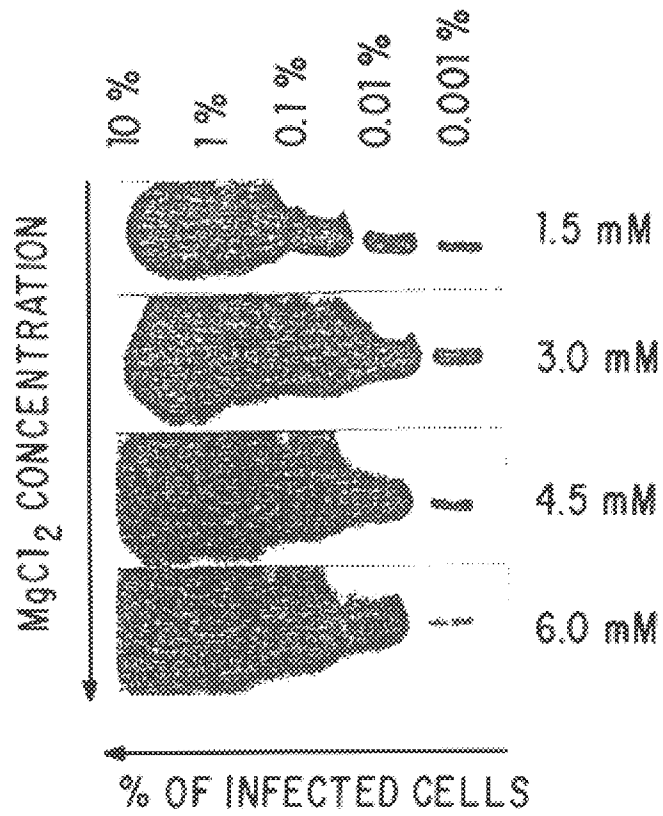 10 %
1 %
0.1 %
0.01 %
0.001 %
MgCl₂ CONCENTRATION
1.5 mM
3.0 mM
4.5 mM
6.0 mM
% OF INFECTED CELLS